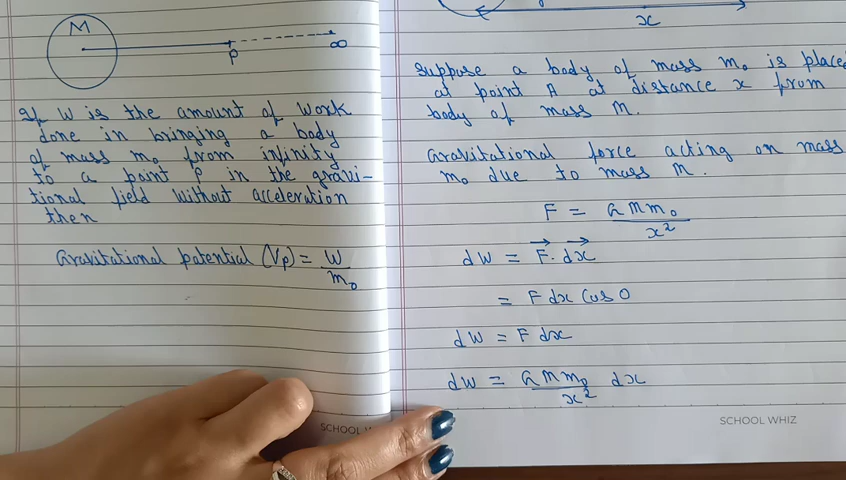 M
P
∞
If W is the amount of work
done in bringing a body
of mass m₀ from infinity
to a point P in the gravi-
tional field without acceleration
then
Gravitational potential (Vp) = W/m₀
SCHOOL W
x
Suppose a body of mass m₀ is place
at point A at distance x from
body of mass M.
Gravitational force acting on mass
m₀ due to mass M.
F = GMm₀/x²
dW = F⃗ . dx⃗
= F dx Cos 0
dW = F dx
dW = GMm₀/x² dx
SCHOOL WHIZ